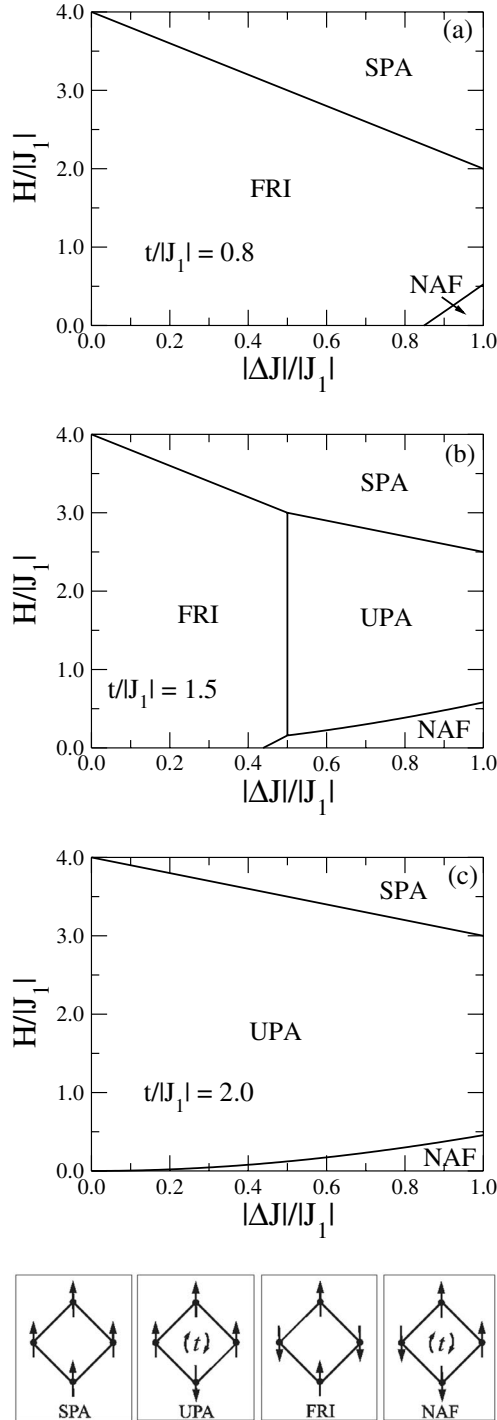 (a)
4.0
SPA
3.0
H/|J₁|
2.0
FRI
1.0
t/|J₁| = 0.8
NAF
0.0
0.0 0.2 0.4 0.6 0.8 1.0
|ΔJ|/|J₁|
(b)
4.0
SPA
3.0
H/|J₁|
2.0
FRI
UPA
1.0
t/|J₁| = 1.5
NAF
0.0
0.0 0.2 0.4 0.6 0.8 1.0
|ΔJ|/|J₁|
(c)
4.0
SPA
3.0
H/|J₁|
2.0
UPA
1.0
t/|J₁| = 2.0
NAF
0.0
0.0 0.2 0.4 0.6 0.8 1.0
|ΔJ|/|J₁|
(t) (t)
SPA UPA FRI NAF